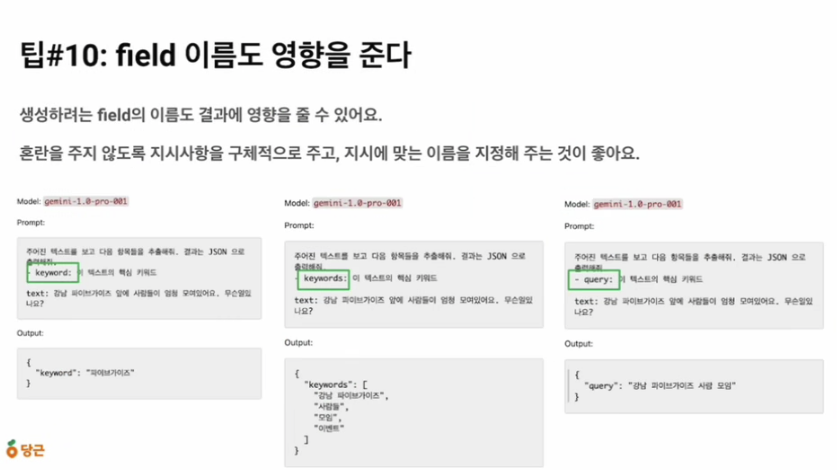 팁#10: field 이름도 영향을 준다
생성하려는 field의 이름도 결과에 영향을 줄 수 있어요.
혼란을 주지 않도록 지시사항을 구체적으로 주고, 지시에 맞는 이름을 지정해 주는 것이 좋아요.
Model: gemini-1.0-pro-001
Prompt:
주어진 텍스트를 보고 다음 항목들을 추출해줘. 결과는 JSON 으로
출력해줘.
- keyword: 이 텍스트의 핵심 키워드
text: 강남 파이브가이즈 앞에 사람들이 엄청 모여있어요. 무슨일있
나요?
Output:
{
"keyword": "파이브가이즈"
}
Model: gemini-1.0-pro-001
Prompt:
주어진 텍스트를 보고 다음 항목들을 추출해줘. 결과는 JSON 으로
출력해줘.
- keywords: 이 텍스트의 핵심 키워드
text: 강남 파이브가이즈 앞에 사람들이 엄청 모여있어요. 무슨일있
나요?
Output:
{
"keywords": [
"강남 파이브가이즈",
"사람들",
"모임",
"이벤트"
]
}
Model: gemini-1.0-pro-001
Prompt:
주어진 텍스트를 보고 다음 항목들을 추출해줘. 결과는 JSON 으로
출력해줘.
- query: 이 텍스트의 핵심 키워드
text: 강남 파이브가이즈 앞에 사람들이 엄청 모여있어요. 무슨일있
나요?
Output:
{
"query": "강남 파이브가이즈 사람 모임"
}
당근